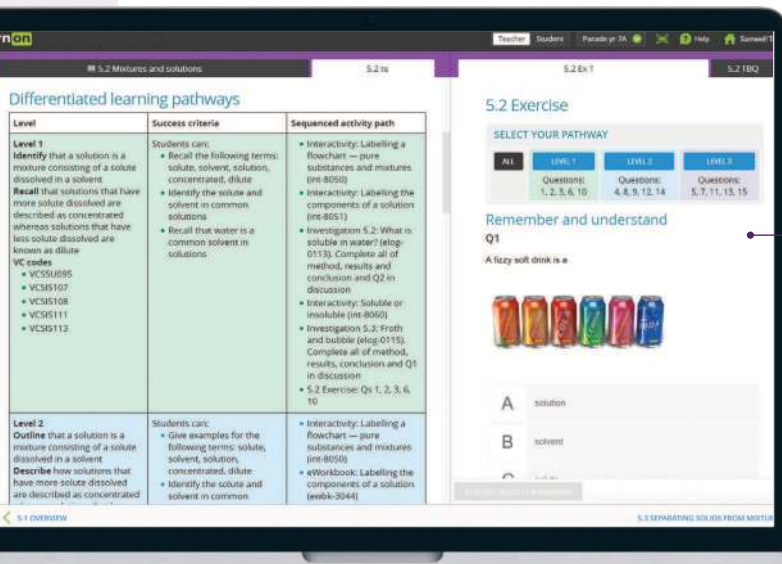 rnon
Teacher Student Parade yr 7A Help Samwell T
5.2 Mixtures and solutions
5.2 ts
5.2 Ex 1
5.2 TBQ
Differentiated learning pathways
Level
Success criteria
Sequenced activity path
Level 1
Identify that a solution is a
mixture consisting of a solute
dissolved in a solvent
Recall that solutions that have
more solute dissolved are
described as concentrated
whereas solutions that have
less solute dissolved are
known as dilute
VC codes
• VCSSU095
• VCSIS107
• VCSIS108
• VCSIS111
• VCSIS113
Students can:
• Recall the following terms:
solute, solvent, solution,
concentrated, dilute
• Identify the solute and
solvent in common
solutions
• Recall that water is a
common solvent in
solutions
• Interactivity: Labelling a
flowchart — pure
substances and mixtures
(int-8050)
• Interactivity: Labelling the
components of a solution
(int-8051)
• Investigation 5.2: What is
soluble in water? (elog-
0113). Complete all of
method, results and
conclusion and Q2 in
discussion
• Interactivity: Soluble or
insoluble (int-8060)
• Investigation 5.3: Froth
and bubble (elog-0115).
Complete all of method,
results, conclusion and Q1
in discussion
• 5.2 Exercise: Qs 1, 2, 3, 6,
10
Level 2
Outline that a solution is a
mixture consisting of a solute
dissolved in a solvent
Describe how solutions that
have more solute dissolved
are described as concentrated
Students can:
• Give examples for the
following terms: solute,
solvent, solution,
concentrated, dilute
• Identify the solute and
solvent in common
• Interactivity: Labelling a
flowchart — pure
substances and mixtures
(int-8050)
• eWorkbook: Labelling the
components of a solution
(ewbk-3044)
5.2 Exercise
SELECT YOUR PATHWAY
ALL
LEVEL 1
Questions:
1, 2, 3, 6, 10
LEVEL 2
Questions:
4, 8, 9, 12, 14
LEVEL 3
Questions:
5, 7, 11, 13, 15
Remember and understand
Q1
A fizzy soft drink is a
A solution
B solvent
5.1 OVERVIEW
5.3 SEPARATING SOLIDS FROM MIXTUR